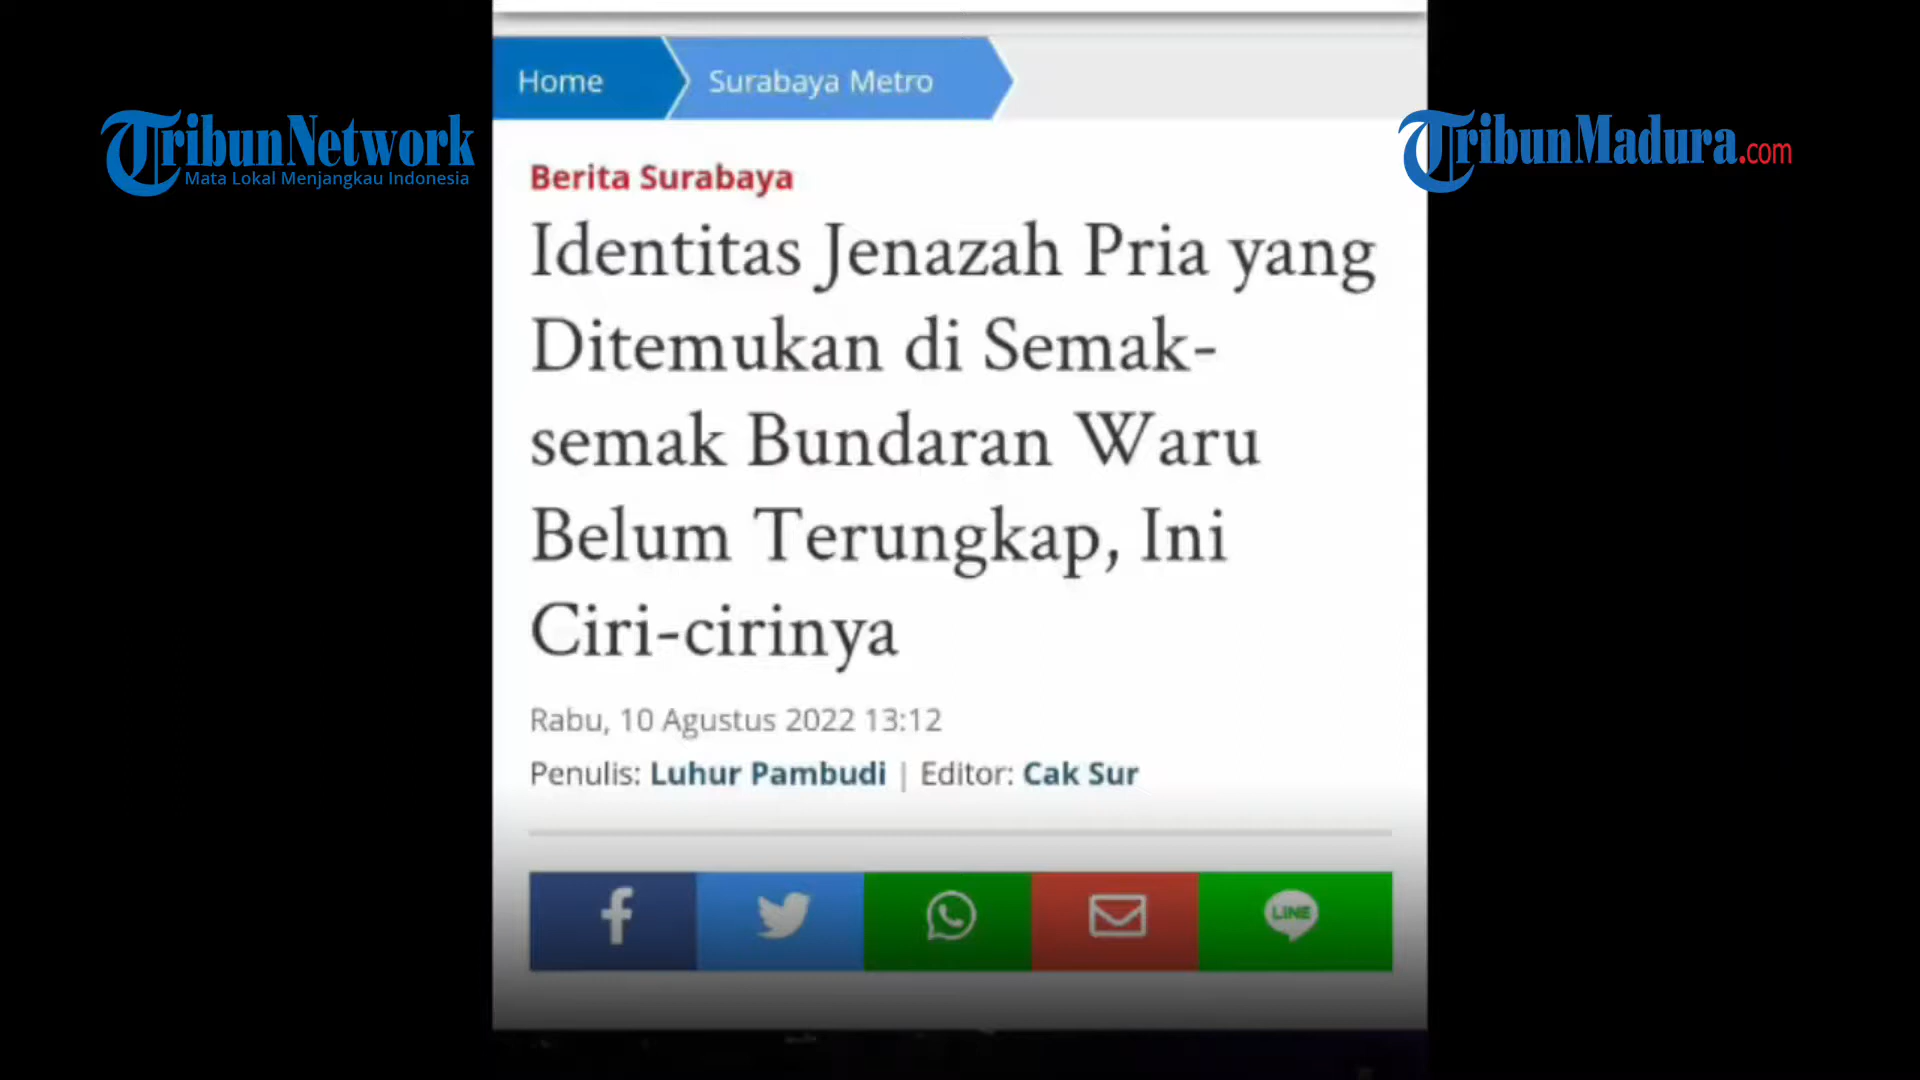 Home
Surabaya Metro
TribunNetwork
Mata Lokal Menjangkau Indonesia
TribunMadura.com
Berita Surabaya
Identitas Jenazah Pria yang
Ditemukan di Semak-
semak Bundaran Waru
Belum Terungkap, Ini
Ciri-cirinya
Rabu, 10 Agustus 2022 13:12
Penulis: Luhur Pambudi | Editor: Cak Sur
LINE